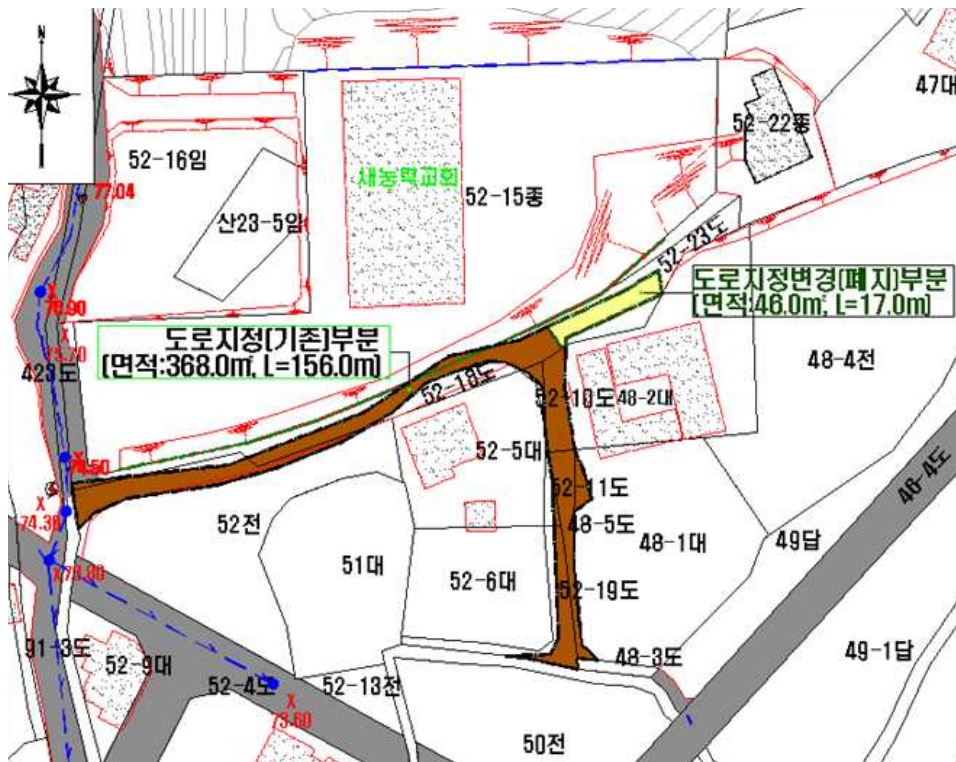 N
47대
52-22종
52-16임
77.04
새능력교회
52-15종
산23-5임
52-23도
도로지정변경(폐지)부분
(면적:46.0㎡, L=17.0m)
76.90
도로지정(기존)부분
(면적:368.0㎡, L=156.0m)
423도
52-18도
52-10도
48-2대
48-4전
52-5대
46-4도
52-11도
74.38
52전
48-5도
48-1대
49답
51대
52-6대
52-19도
91-3도
52-9대
52-4도
52-13전
48-3도
49-1답
73.60
50전